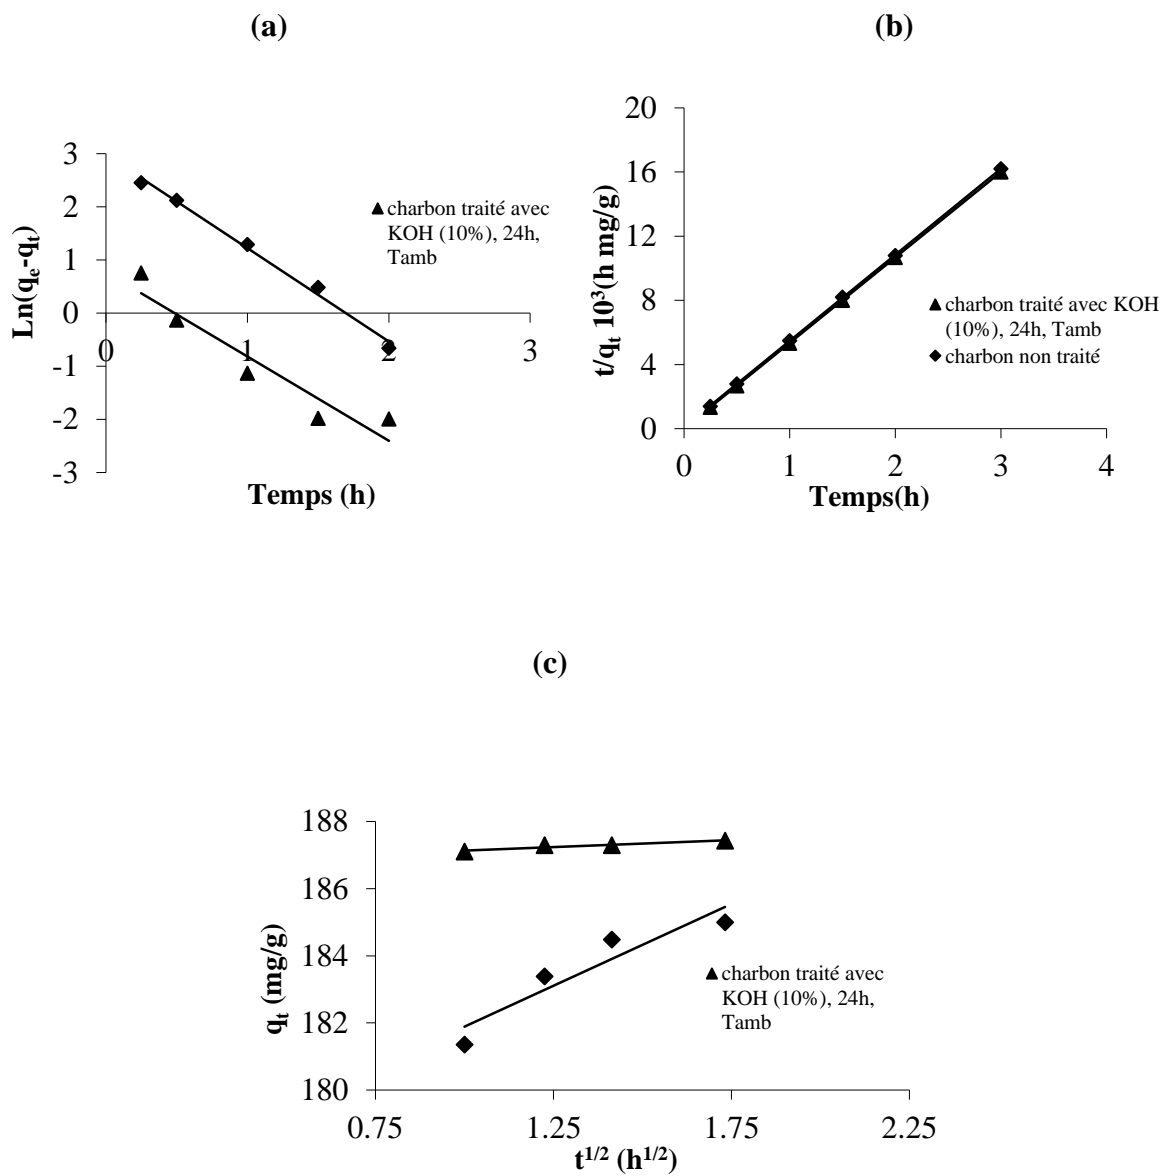 (a)
3
2
1
0
-1
-2
-3
0
1
2
3
Ln(qₑ-qₜ)
Temps (h)
charbon traité avec
KOH (10%), 24h,
Tamb
(b)
20
16
12
8
4
0
0
1
2
3
4
t/qₜ 10³(h mg/g)
Temps(h)
charbon traité avec KOH
(10%), 24h, Tamb
charbon non traité
(c)
188
186
184
182
180
0.75
1.25
1.75
2.25
qₜ (mg/g)
t¹/² (h¹/²)
charbon traité avec
KOH (10%), 24h,
Tamb